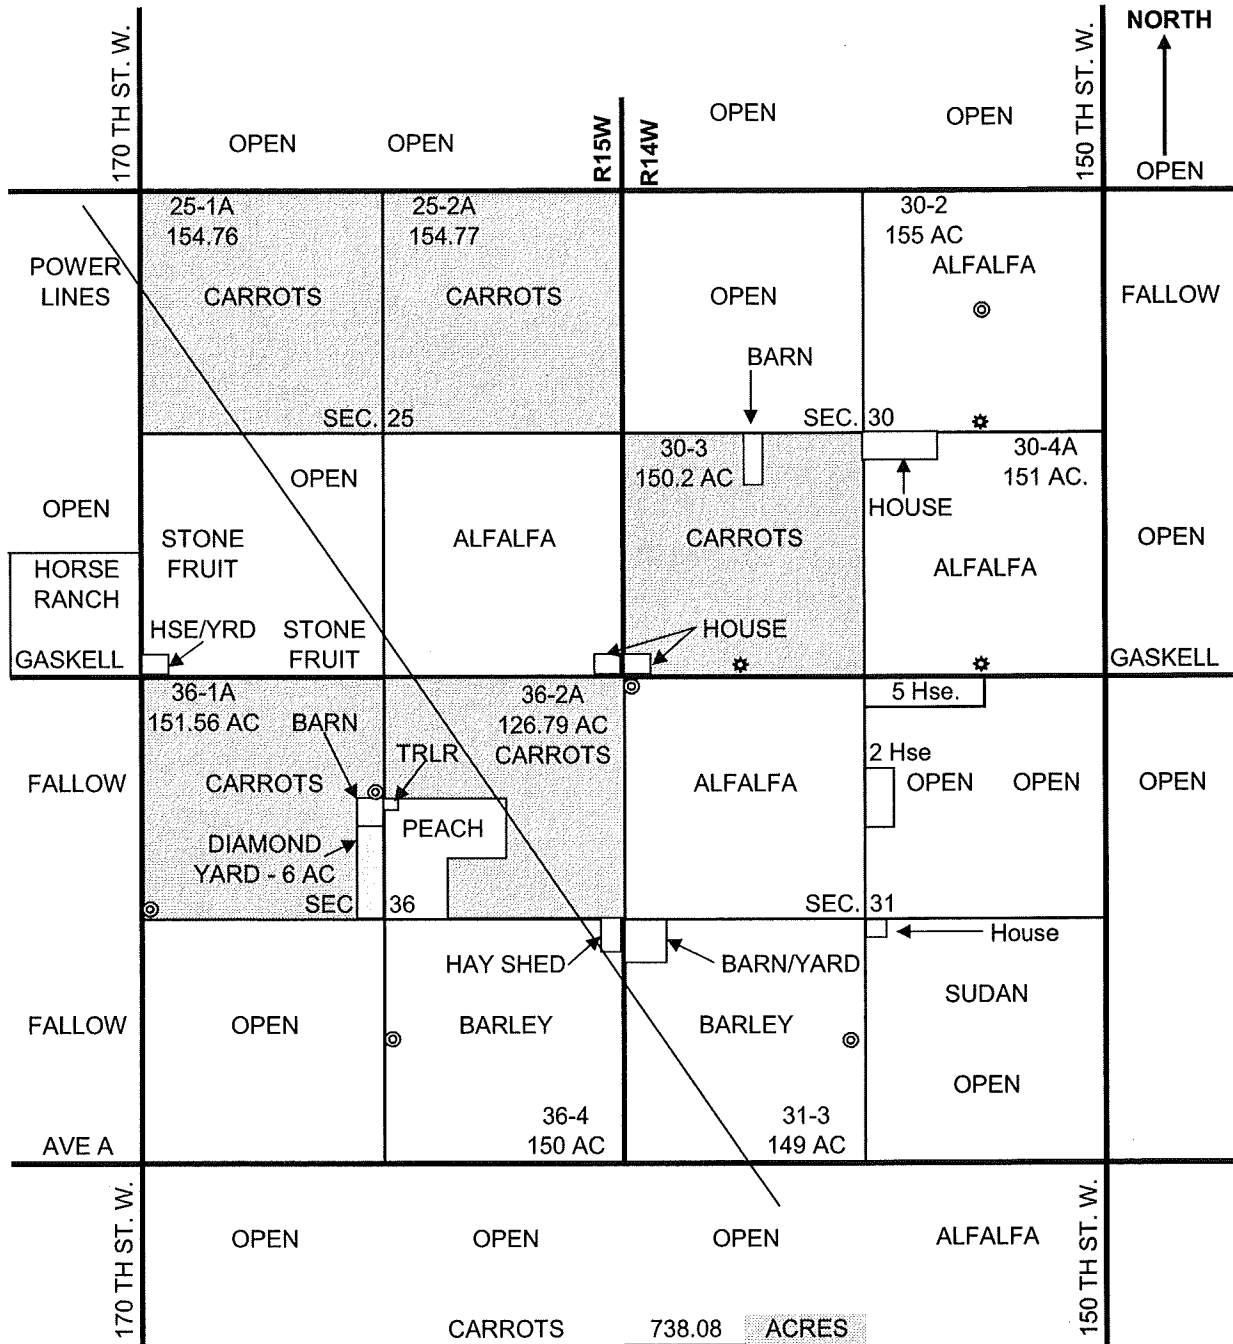 NORTH
170 TH ST. W.
R15W
R14W
150 TH ST. W.
OPEN
OPEN
OPEN
OPEN
OPEN
25-1A
154.76
CARROTS
25-2A
154.77
CARROTS
30-2
155 AC
ALFALFA
POWER
LINES
OPEN
FALLOW
BARN
SEC. 25
SEC. 30
30-3
150.2 AC
CARROTS
30-4A
151 AC.
HOUSE
ALFALFA
OPEN
OPEN
STONE
FRUIT
ALFALFA
OPEN
HORSE
RANCH
HSE/YRD
STONE
FRUIT
HOUSE
GASKELL
GASKELL
36-1A
151.56 AC
BARN
CARROTS
36-2A
126.79 AC
CARROTS
TRLR
5 Hse.
2 Hse
FALLOW
ALFALFA
OPEN
OPEN
OPEN
PEACH
DIAMOND
YARD - 6 AC
SEC 36
SEC. 31
HAY SHED
BARN/YARD
House
SUDAN
FALLOW
OPEN
BARLEY
BARLEY
OPEN
36-4
150 AC
31-3
149 AC
AVE A
170 TH ST. W.
OPEN
OPEN
OPEN
ALFALFA
150 TH ST. W.
CARROTS 738.08 ACRES